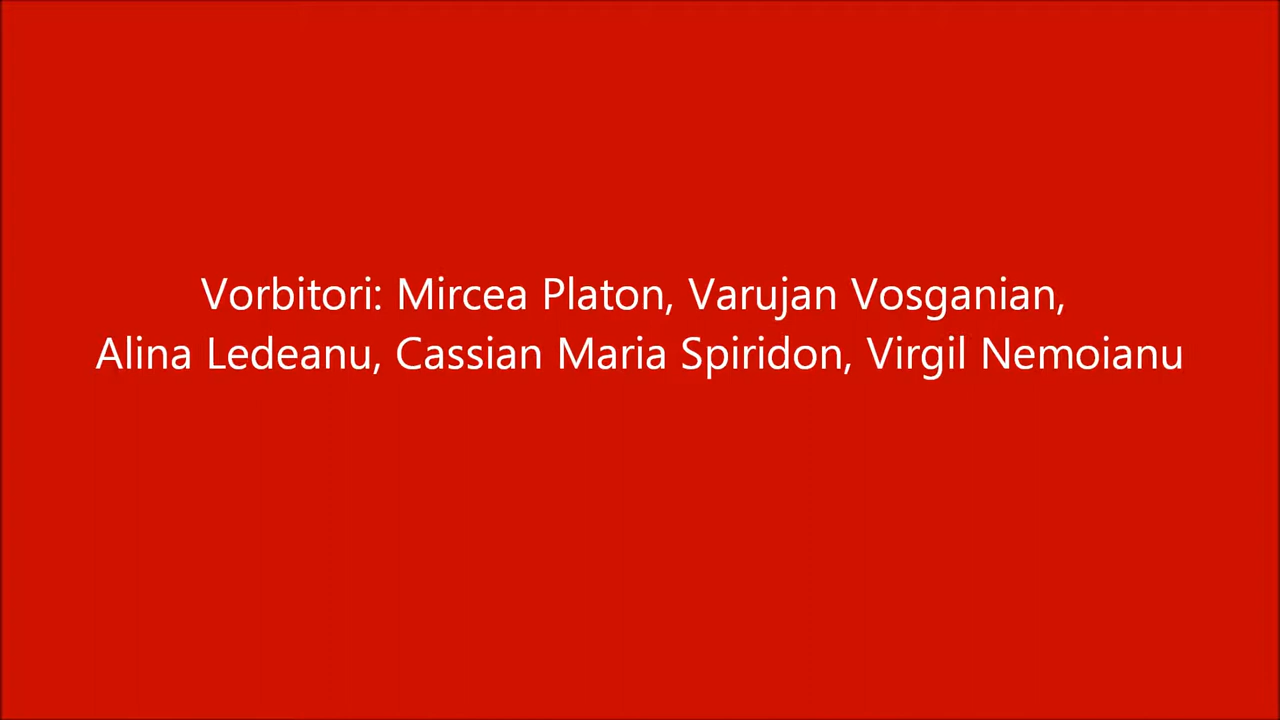 Vorbitori: Mircea Platon, Varujan Vosganian,
Alina Ledeanu, Cassian Maria Spiridon, Virgil Nemoianu